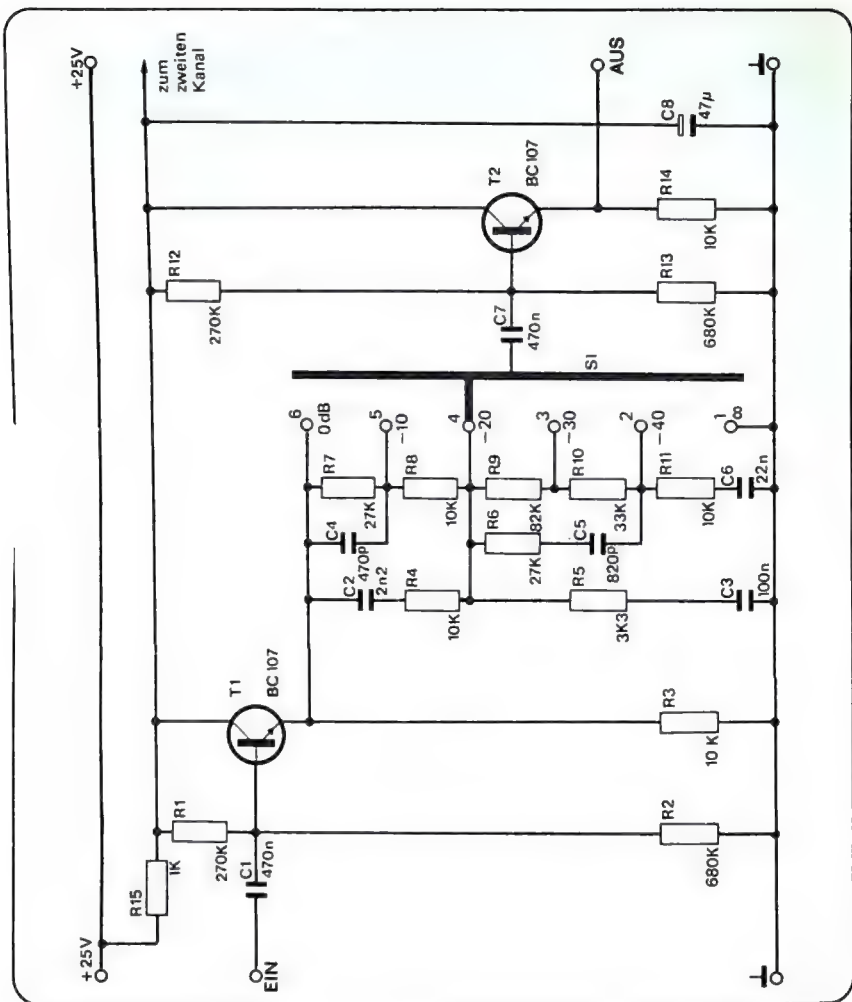 +25V
+25V
zum
zweiten
Kanal
R15
1K
R1
270K
C1
470n
EIN
T1
BC107
R2
680K
R3
10 K
C2
2n2
C4
470p
R4
10K
R7
27K
R8
10K
R6
27K
C5
820p
R9
82K
R10
33K
R5
3K3
C3
100n
R11
10K
C6
22n
6
0dB
5
–10
4
–20
3
–30
2
–40
1
∞
S1
R12
270K
C7
470n
T2
BC107
R13
680K
R14
10K
C8
47µ
AUS